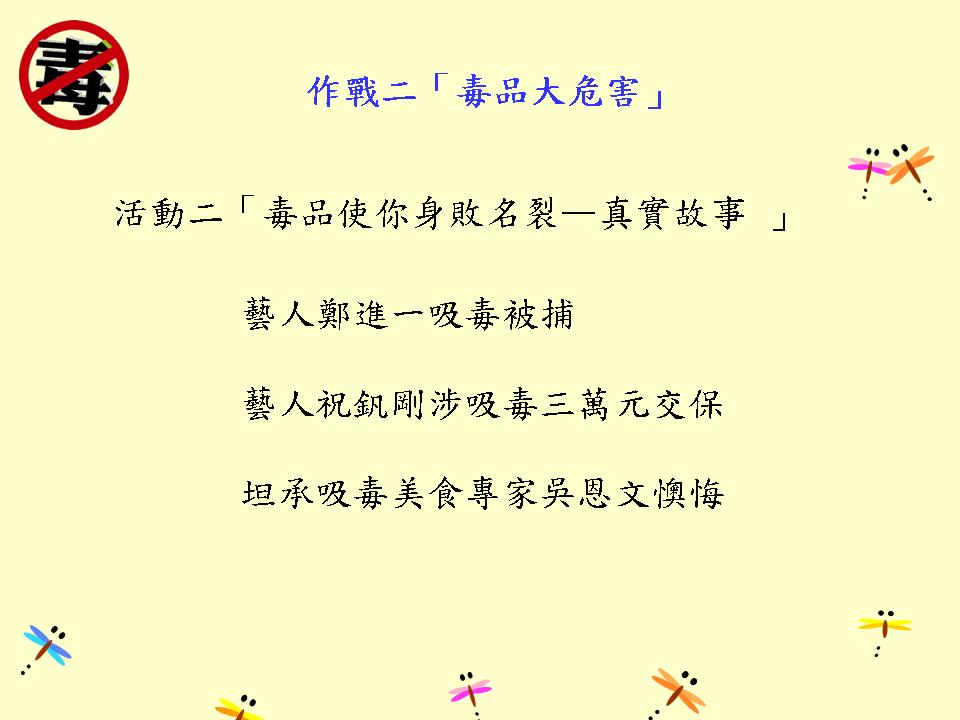 毒
作戰二「毒品大危害」
活動二「毒品使你身敗名裂—真實故事 」
藝人鄭進一吸毒被捕
藝人祝釩剛涉吸毒三萬元交保
坦承吸毒美食專家吳恩文懊悔